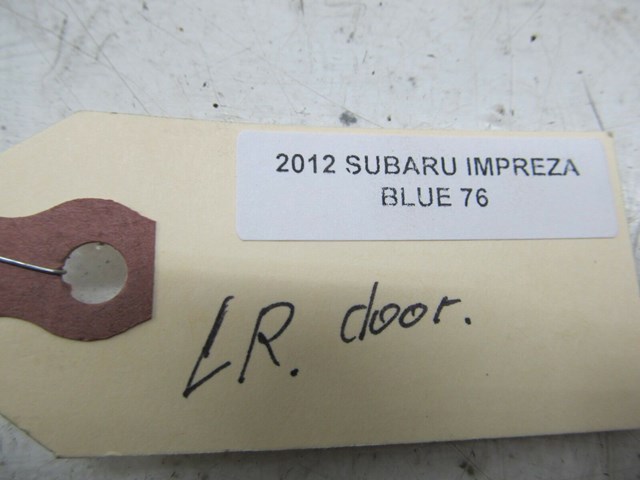 2012 SUBARU IMPREZA
BLUE 76
LR. door.